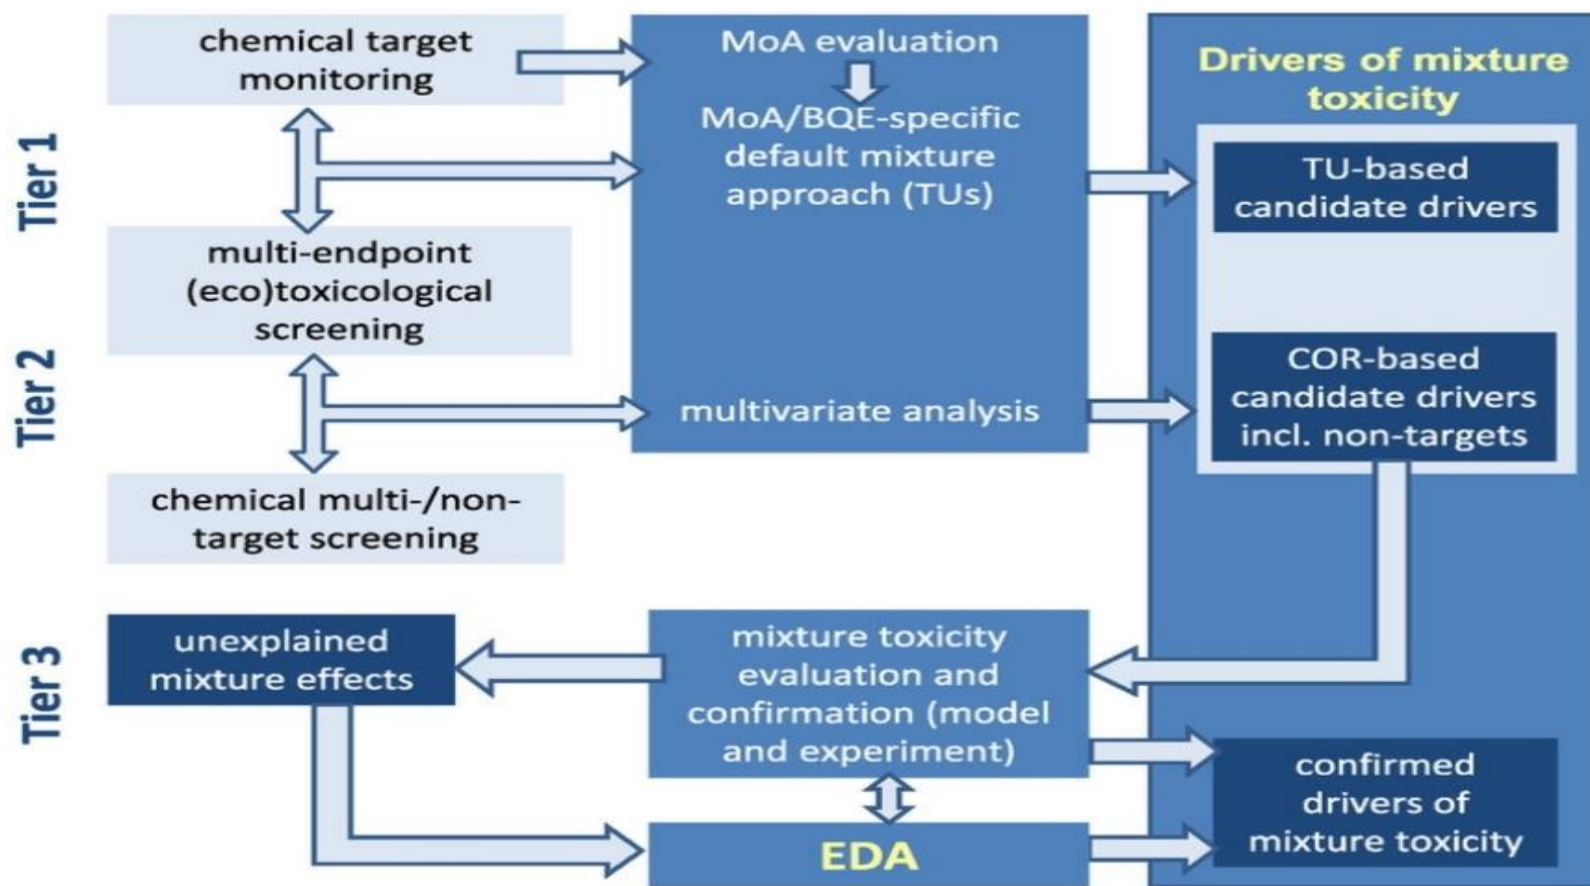 Tier 1
chemical target
monitoring
MoA evaluation
MoA/BQE-specific
default mixture
approach (TUs)
Drivers of mixture
toxicity
TU-based
candidate drivers
multi-endpoint
(eco)toxicological
screening
Tier 2
multivariate analysis
COR-based
candidate drivers
incl. non-targets
chemical multi-/non-
target screening
Tier 3
unexplained
mixture effects
mixture toxicity
evaluation and
confirmation (model
and experiment)
EDA
confirmed
drivers of
mixture toxicity